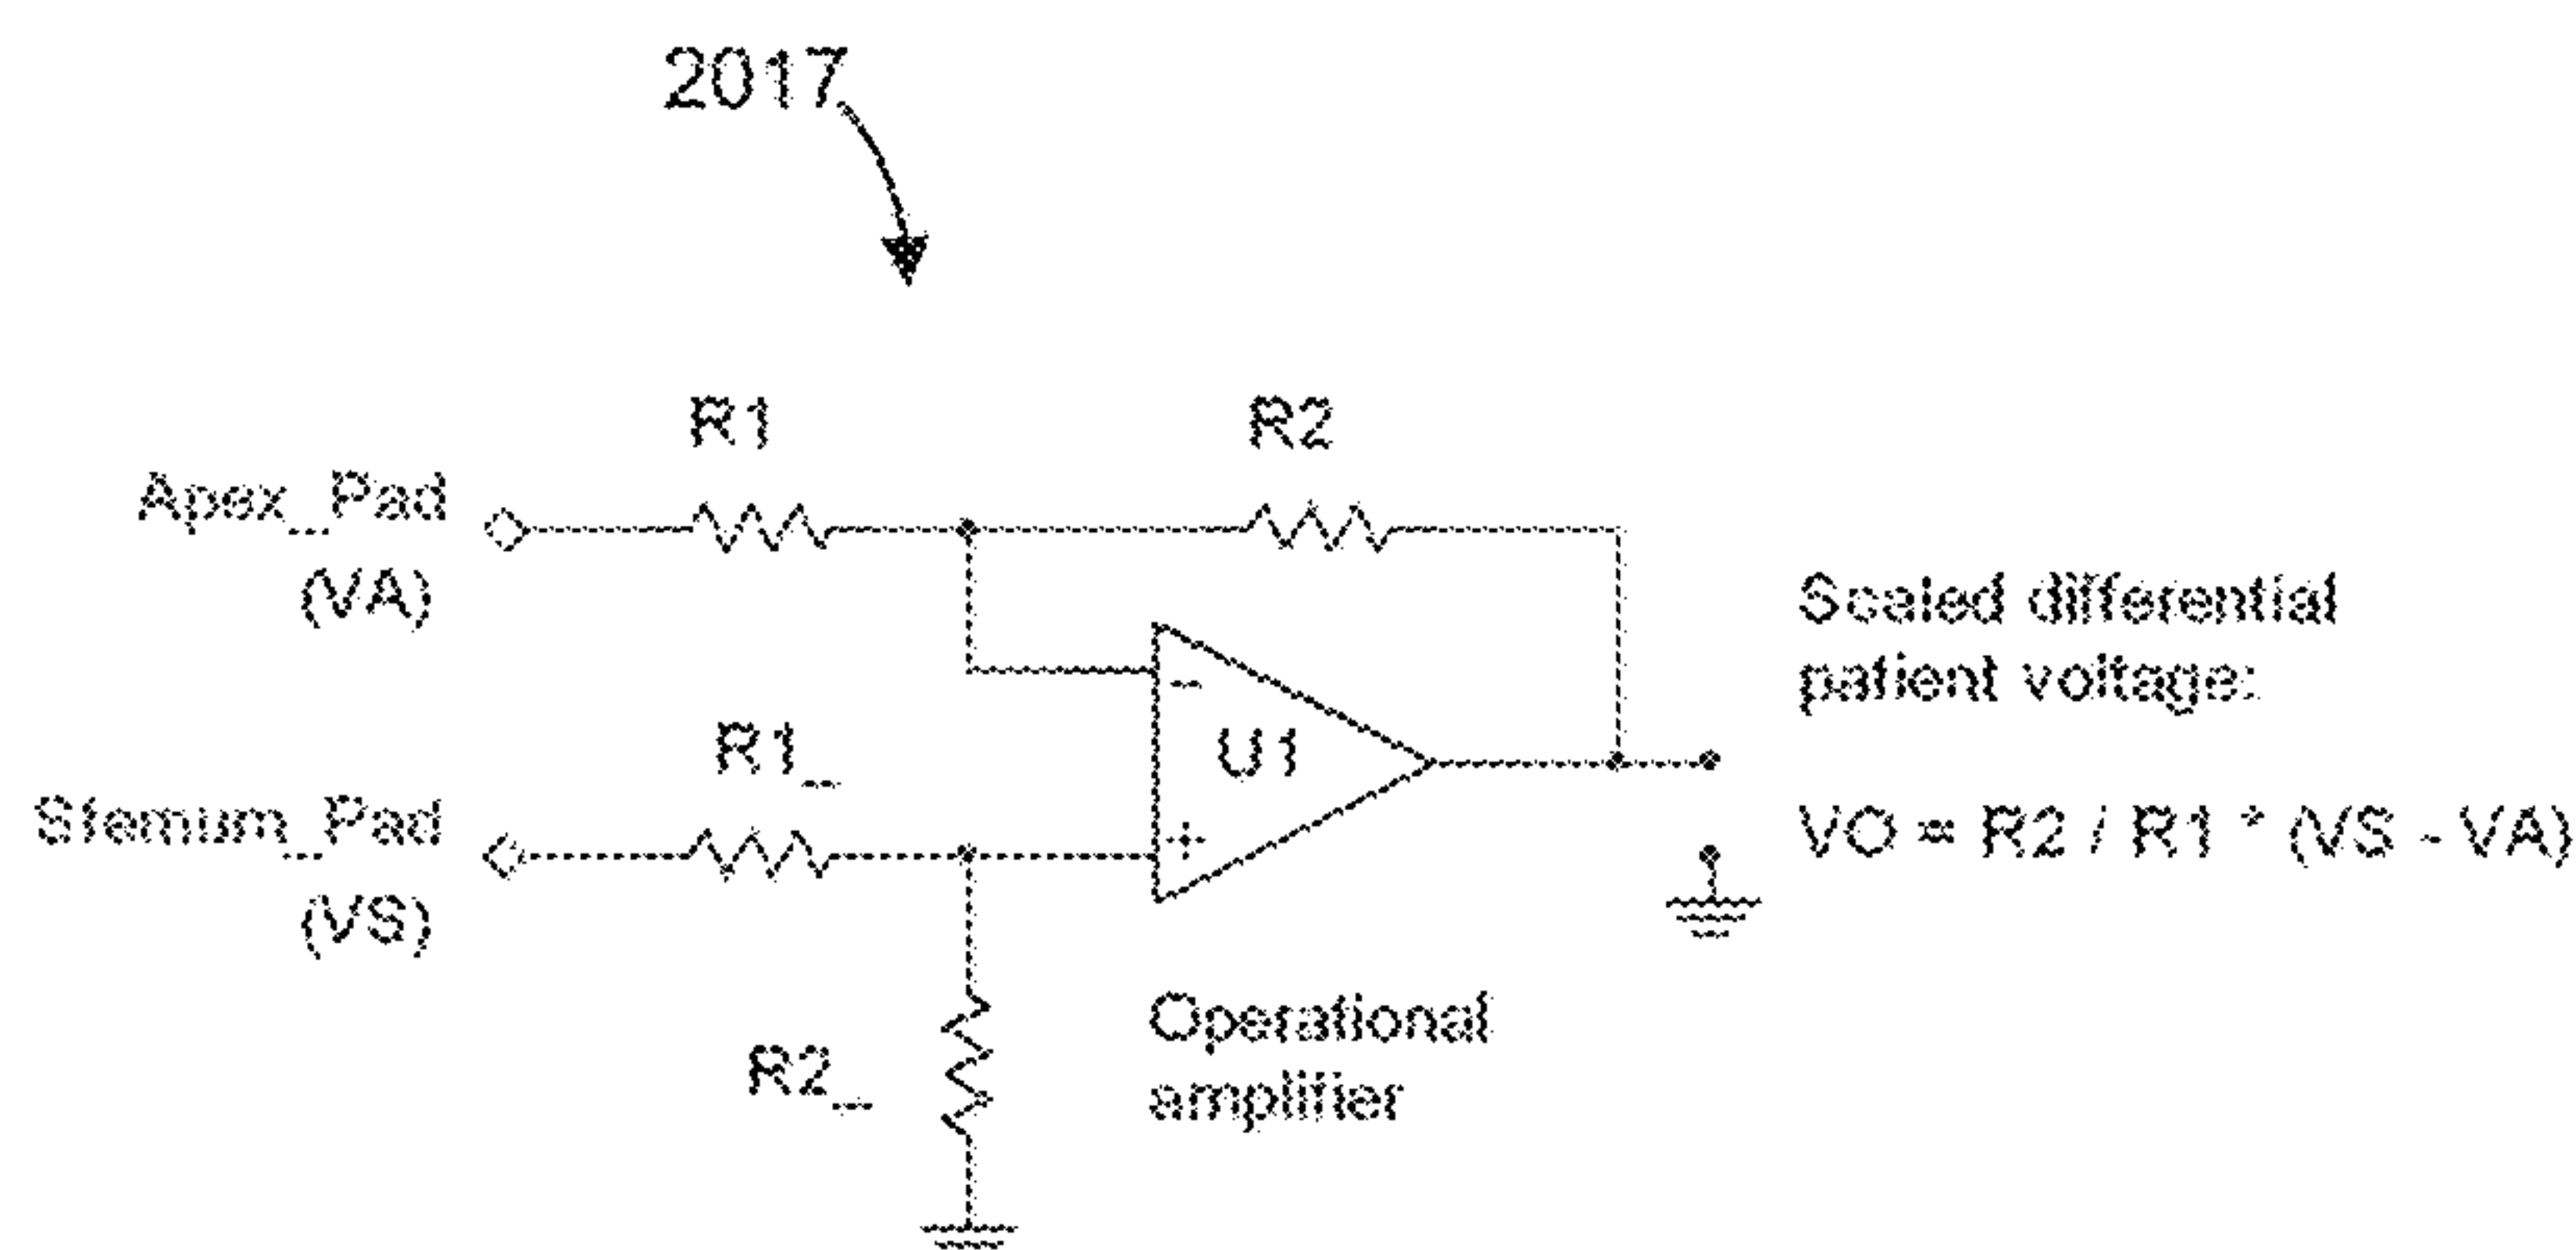 2017
R1
R2
Apex_Pad
(VA)
Scaled differential
patient voltage:
-
R1_
U1
Sternum_Pad
+
VO = R2 / R1 * (VS - VA)
(VS)
R2_
Operational
amplifier